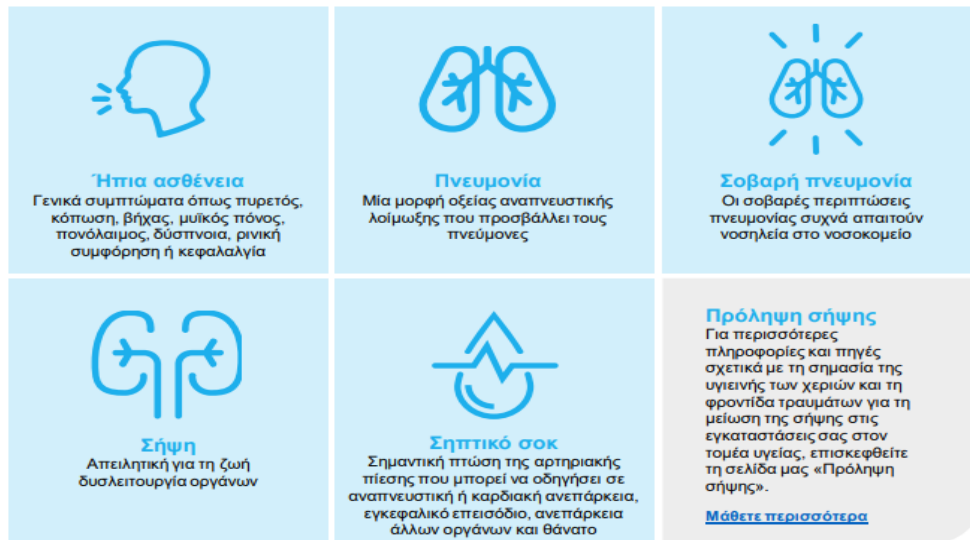 Ήπια ασθένεια
Γενικά συμπτώματα όπως πυρετός,
κόπωση, βήχας, μυϊκός πόνος,
πονόλαιμος, δύσπνοια, ρινική
συμφόρηση ή κεφαλαλγία
Πνευμονία
Μία μορφή οξείας αναπνευστικής
λοίμωξης που προσβάλλει τους
πνεύμονες
Σοβαρή πνευμονία
Οι σοβαρές περιπτώσεις
πνευμονίας συχνά απαιτούν
νοσηλεία στο νοσοκομείο
Σήψη
Απειλητική για τη ζωή
δυσλειτουργία οργάνων
Σηπτικό σοκ
Σημαντική πτώση της αρτηριακής
πίεσης που μπορεί να οδηγήσει σε
αναπνευστική ή καρδιακή ανεπάρκεια,
εγκεφαλικό επεισόδιο, ανεπάρκεια
άλλων οργάνων και θάνατο
Πρόληψη σήψης
Για περισσότερες
πληροφορίες και πηγές
σχετικά με τη σημασία της
υγιεινής των χεριών και τη
φροντίδα τραυμάτων για τη
μείωση της σήψης στις
εγκαταστάσεις σας στον
τομέα υγείας, επισκεφθείτε
τη σελίδα μας «Πρόληψη
σήψης».
Μάθετε περισσότερα